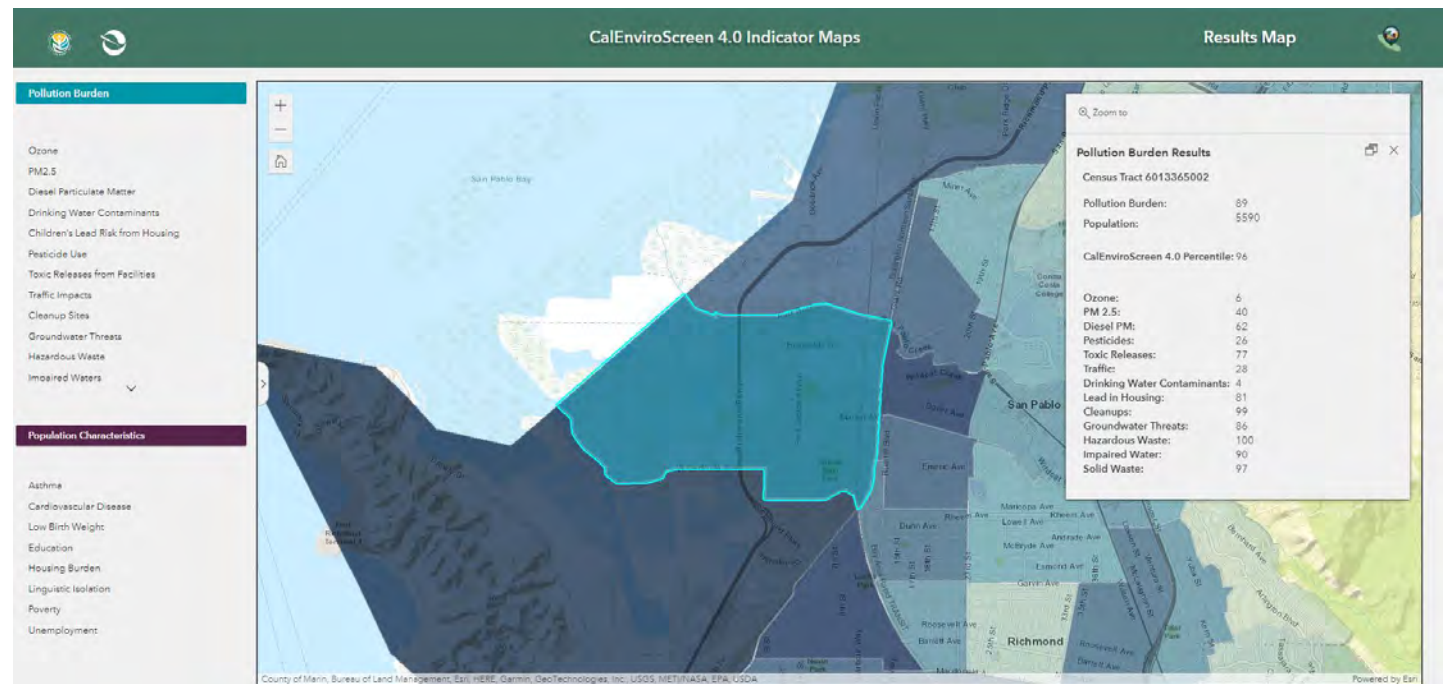 CalEnviroScreen 4.0 Indicator Maps
Results Map
Pollution Burden
Ozone
PM2.5
Diesel Particulate Matter
Drinking Water Contaminants
Children's Lead Risk from Housing
Pesticide Use
Toxic Releases from Facilities
Traffic Impacts
Cleanup Sites
Groundwater Threats
Hazardous Waste
Impaired Waters
Population Characteristics
Asthma
Cardiovascular Disease
Low Birth Weight
Education
Housing Burden
Linguistic Isolation
Poverty
Unemployment
San Pablo Bay
Contra
Costa
College
San Pablo
Emeric Ave
Maricopa Ave
Rheem Ave
Lowell Ave
Dunn Ave
McBryde Ave
Andrade Ave
Esmond Ave
Garvin Ave
Roosevelt Ave
Barrett Ave
Richmond
Zoom to
Pollution Burden Results
Census Tract 6013365002
Pollution Burden: 89
Population: 5590
CalEnviroScreen 4.0 Percentile: 96
Ozone: 6
PM 2.5: 40
Diesel PM: 62
Pesticides: 26
Toxic Releases: 77
Traffic: 28
Drinking Water Contaminants: 4
Lead in Housing: 81
Cleanups: 99
Groundwater Threats: 86
Hazardous Waste: 100
Impaired Water: 90
Solid Waste: 97
County of Marin, Bureau of Land Management, Esri, HERE, Garmin, GeoTechnologies, Inc., USGS, METI/NASA, EPA, USDA
Powered by Esri